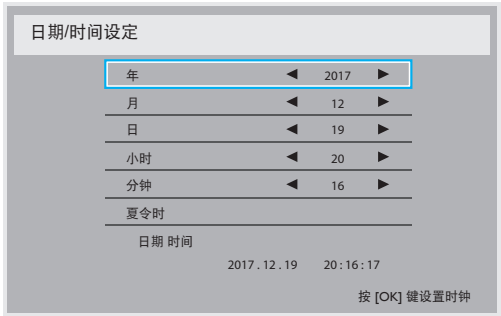 日期/时间设定
年 ◀ 2017 ▶
月 ◀ 12 ▶
日 ◀ 19 ▶
小时 ◀ 20 ▶
分钟 ◀ 16 ▶
夏令时
日期 时间
2017 . 12 . 19 20 : 16 : 17
按 [OK] 键设置时钟